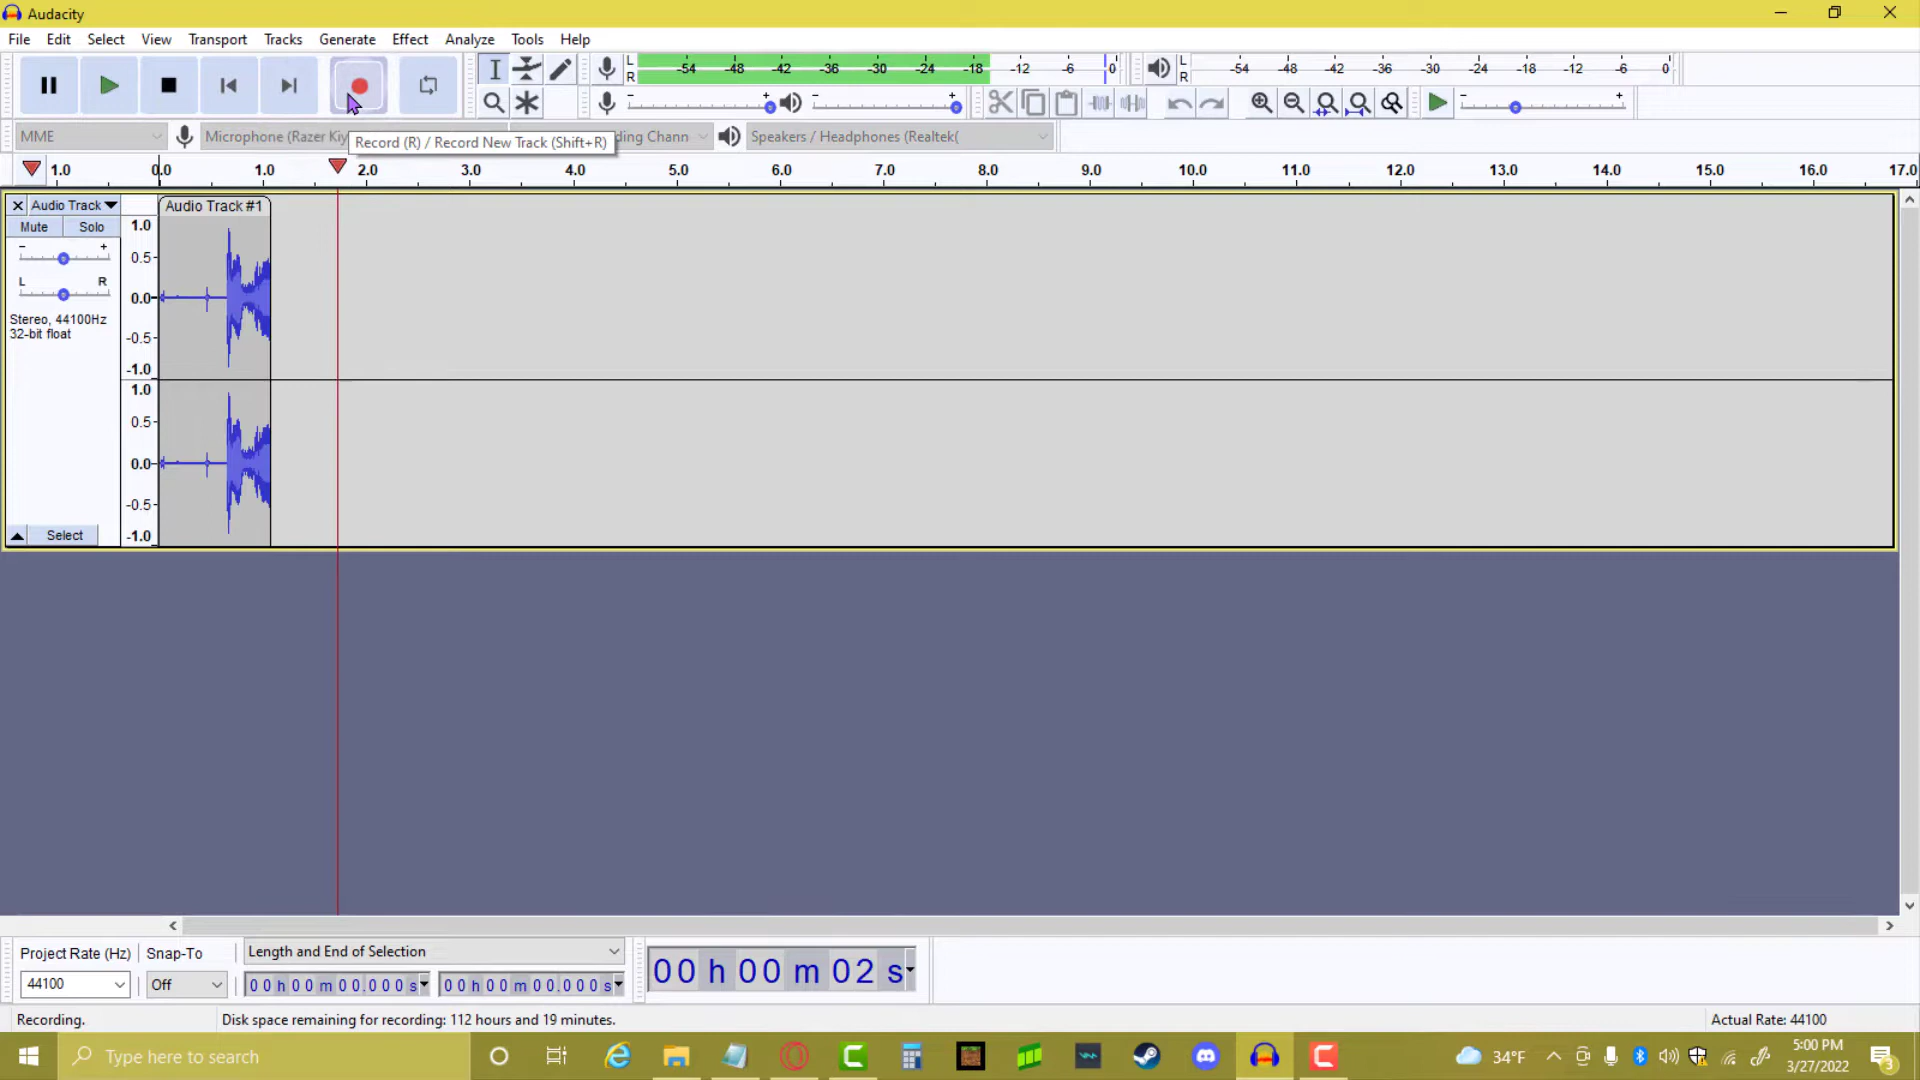 Audacity
File Edit Select View Transport Tracks Generate Effect Analyze Tools Help
L R -54 -48 -42 -36 -30 -24 -18 -12 -6 0 L R -54 -48 -42 -36 -30 -24 -18 -12 -6 0
- + - + - +
MME Microphone (Razer Kiy ding Chann Speakers / Headphones (Realtek(
Record (R) / Record New Track (Shift+R)
1.0 0.0 1.0 2.0 3.0 4.0 5.0 6.0 7.0 8.0 9.0 10.0 11.0 12.0 13.0 14.0 15.0 16.0 17.0
Audio Track Audio Track #1
Mute Solo 1.0
- + 0.5
L R
0.0
Stereo, 44100Hz
32-bit float
-0.5
-1.0
1.0
0.5
0.0
-0.5
Select -1.0
Project Rate (Hz) Snap-To Length and End of Selection
44100 Off 00 h 00 m 00.000 s 00 h 00 m 00.000 s 00 h 00 m 02 s
Recording. Disk space remaining for recording: 112 hours and 19 minutes. Actual Rate: 44100
Type here to search 34°F 5:00 PM
3/27/2022 3